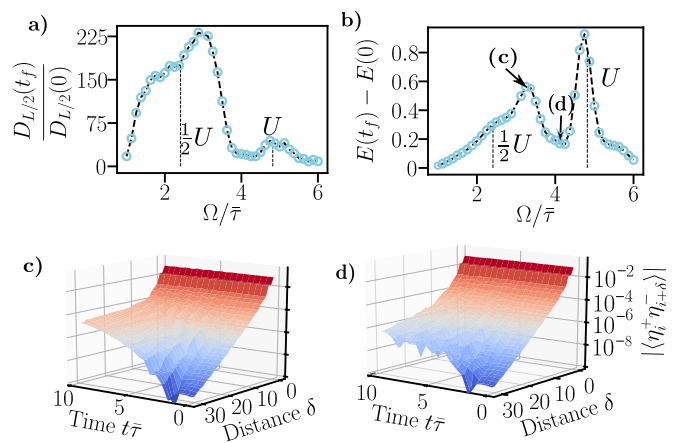 a)
D_{L/2}(t_f)
D_{L/2}(0)
225
150
75
0
½U
U
2
4
6
Ω/τ̄
b)
E(t_f) − E(0)
0.8
0.6
0.4
0.2
0
(c)
(d)
½U
U
2
4
6
Ω/τ̄
c)
10
5
0
Time tτ̄
30
20
10
0
Distance δ
d)
10
5
0
Time tτ̄
30
20
10
0
Distance δ
10⁻²
10⁻⁴
10⁻⁶
10⁻⁸
|⟨η_i^+ η_{i+δ}^−⟩|